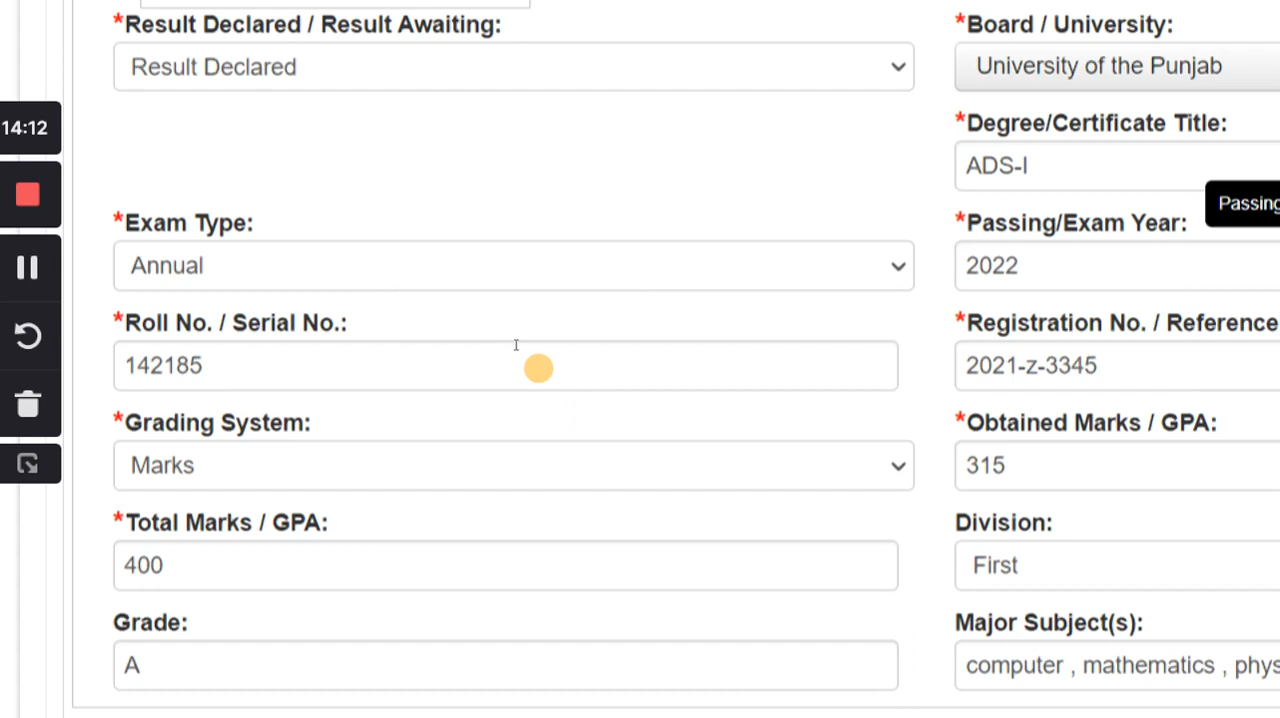 *Result Declared / Result Awaiting:
*Board / University:
Result Declared
University of the Punjab
14:12
*Degree/Certificate Title:
ADS-I
Passing
*Exam Type:
*Passing/Exam Year:
Annual
2022
*Roll No. / Serial No.:
*Registration No. / Reference
142185
2021-z-3345
*Grading System:
*Obtained Marks / GPA:
Marks
315
*Total Marks / GPA:
Division:
400
First
Grade:
Major Subject(s):
A
computer , mathematics , phys